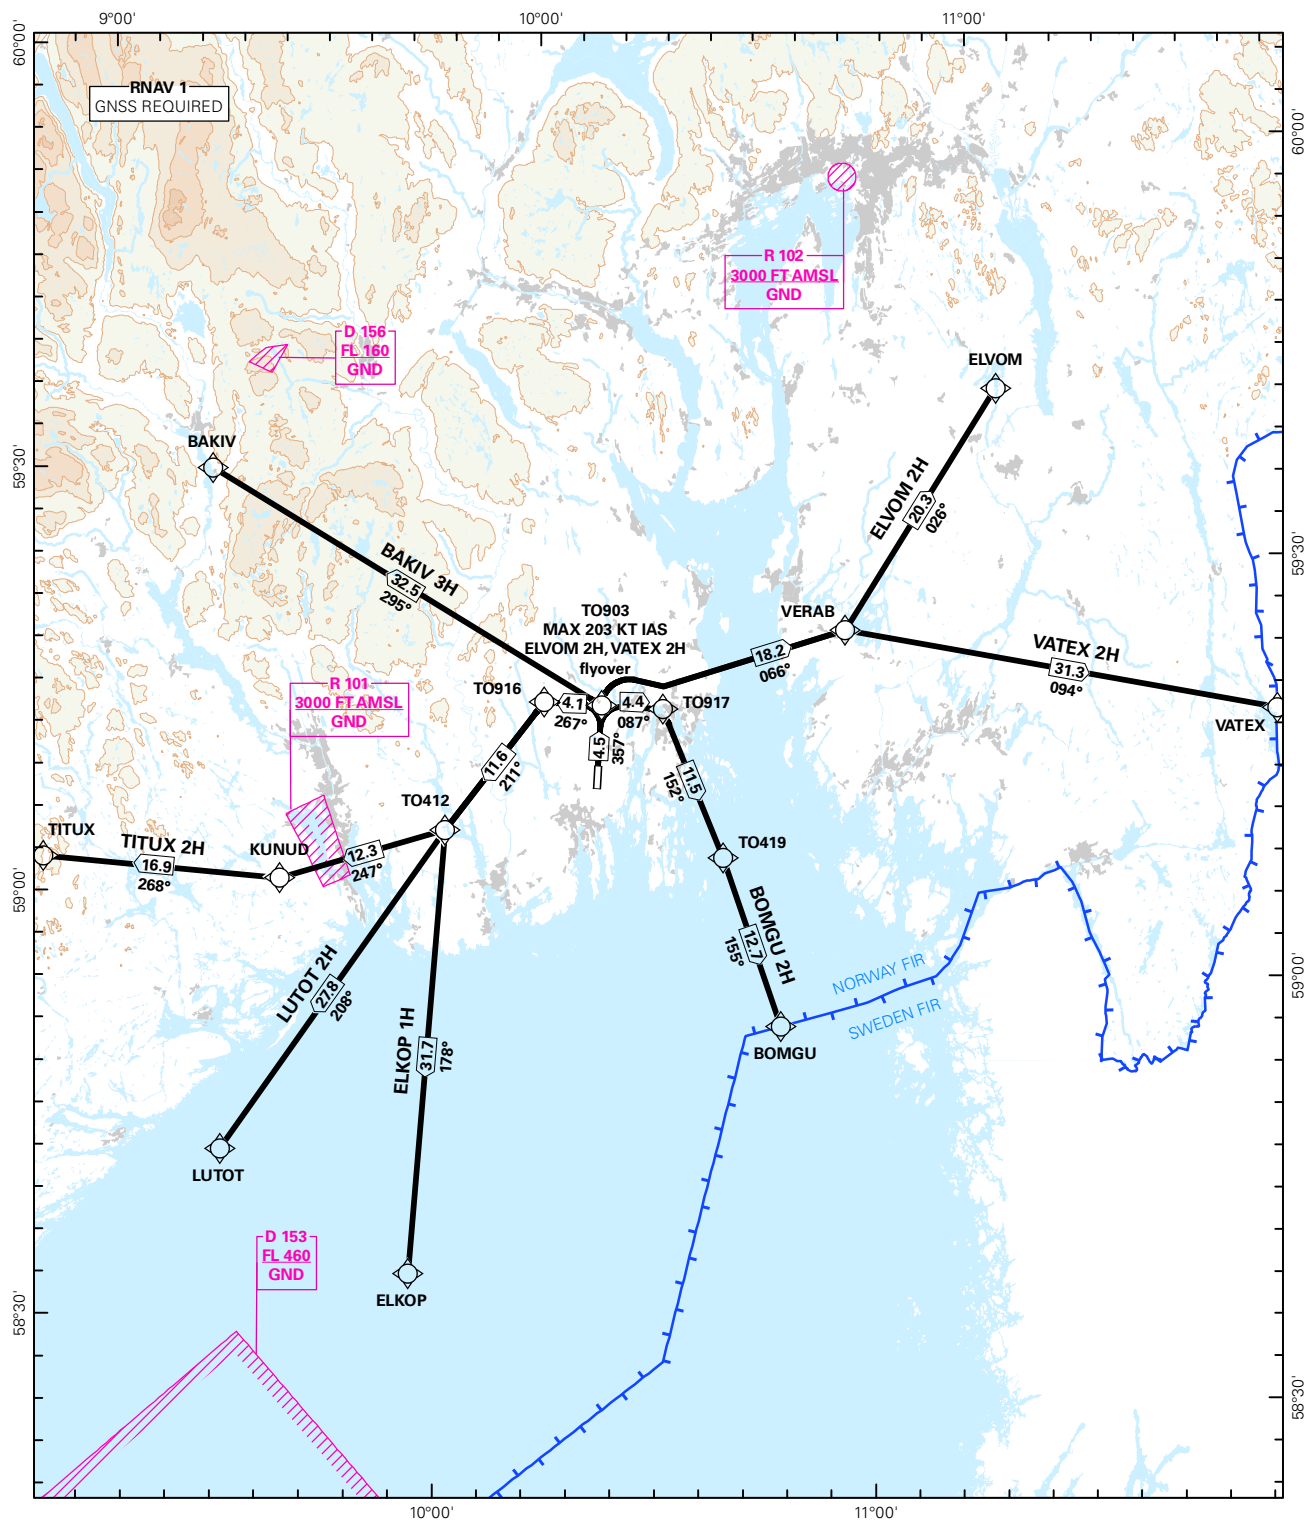 9°00'
10°00'
11°00'
60°00'
60°00'
RNAV 1
GNSS REQUIRED
R 102
3000 FT AMSL
GND
D 156
FL 160
GND
ELVOM
BAKIV
59°30'
ELVOM 2H
20.3
026°
59°30'
BAKIV 3H
32.5
295°
TO903
MAX 203 KT IAS
ELVOM 2H, VATEX 2H
flyover
VERAB
18.2
066°
VATEX 2H
31.3
094°
VATEX
R 101
3000 FT AMSL
GND
TO916
4.1
267°
4.4
087°
TO917
4.5
357°
11.6
211°
11.5
152°
TO412
TITUX
TITUX 2H
16.9
268°
KUNUD
12.3
247°
TO419
59°00'
BOMGU 2H
12.7
155°
NORWAY FIR
SWEDEN FIR
59°00'
LUTOT 2H
27.8
208°
ELKOP 1H
31.7
178°
BOMGU
LUTOT
D 153
FL 460
GND
ELKOP
58°30'
58°30'
10°00'
11°00'